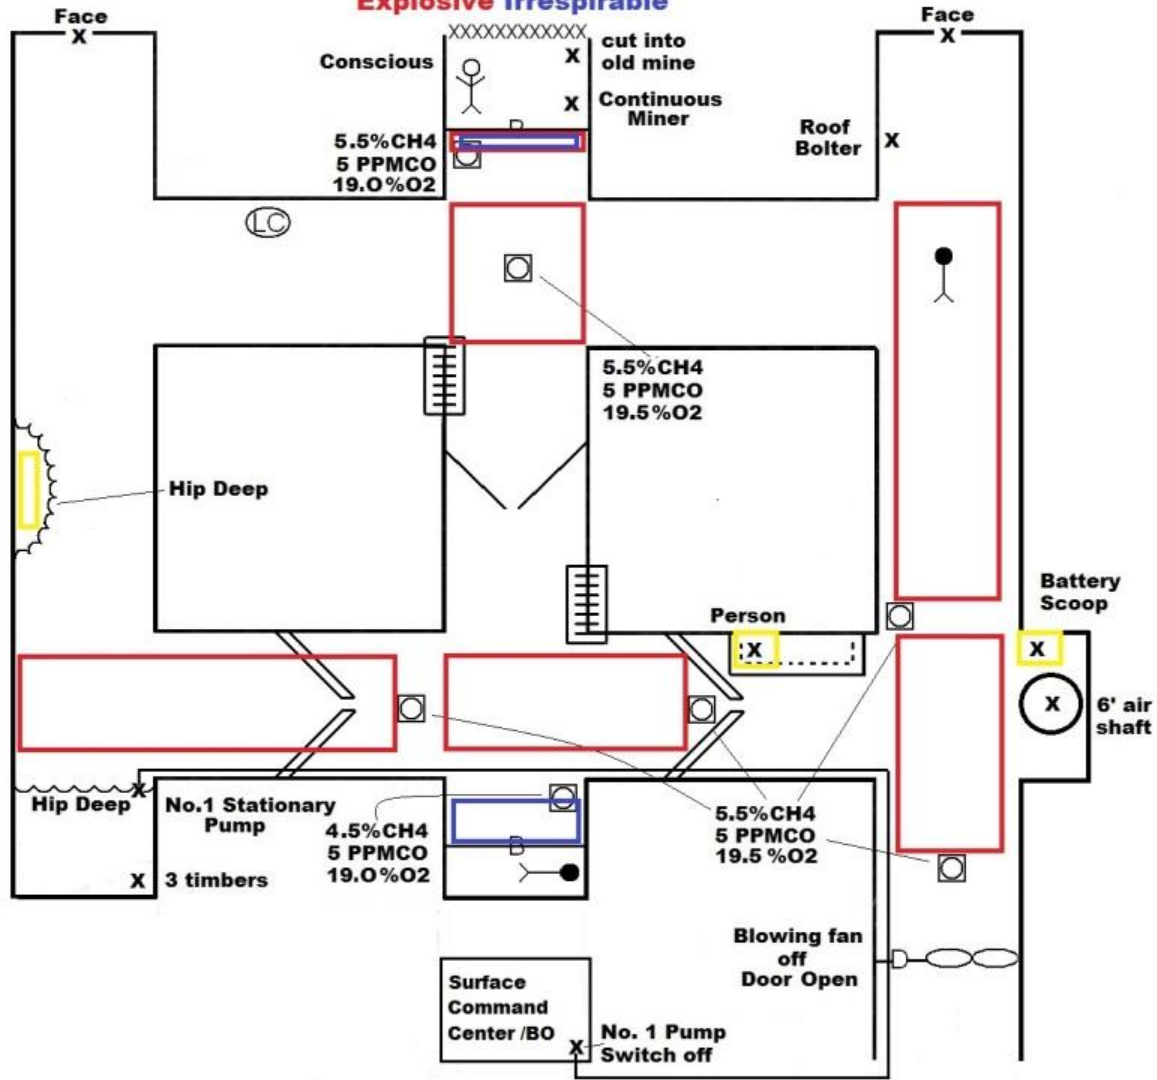 Explosive Irrespirable
Face
X
Face
X
XXXXXXXXXXX
Conscious
X
cut into
old mine
X
Continuous
Miner
B
Roof
Bolter
X
5.5%CH4
5 PPMCO
19.0%O2
LC
5.5%CH4
5 PPMCO
19.5%O2
Hip Deep
Battery
Scoop
X
Person
X
X
6' air
shaft
Hip Deep
X
No.1 Stationary
Pump
4.5%CH4
5 PPMCO
19.0%O2
B
5.5%CH4
5 PPMCO
19.5 %O2
X
3 timbers
Blowing fan
off
Door Open
D
Surface
Command
Center /BO
X
No. 1 Pump
Switch off